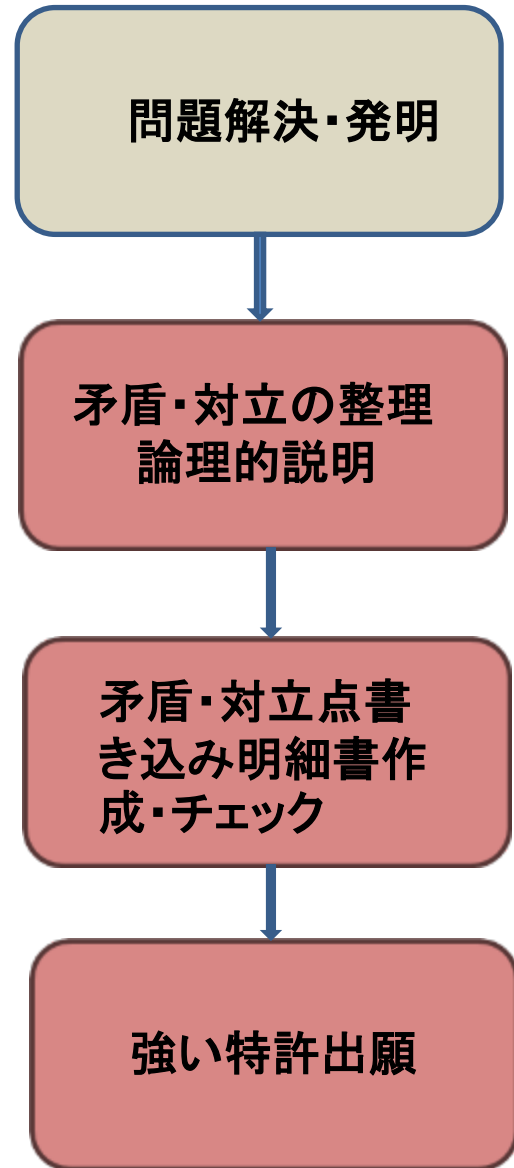 問題解決・発明
矛盾・対立の整理
論理的説明
矛盾・対立点書
き込み明細書作
成・チェック
強い特許出願